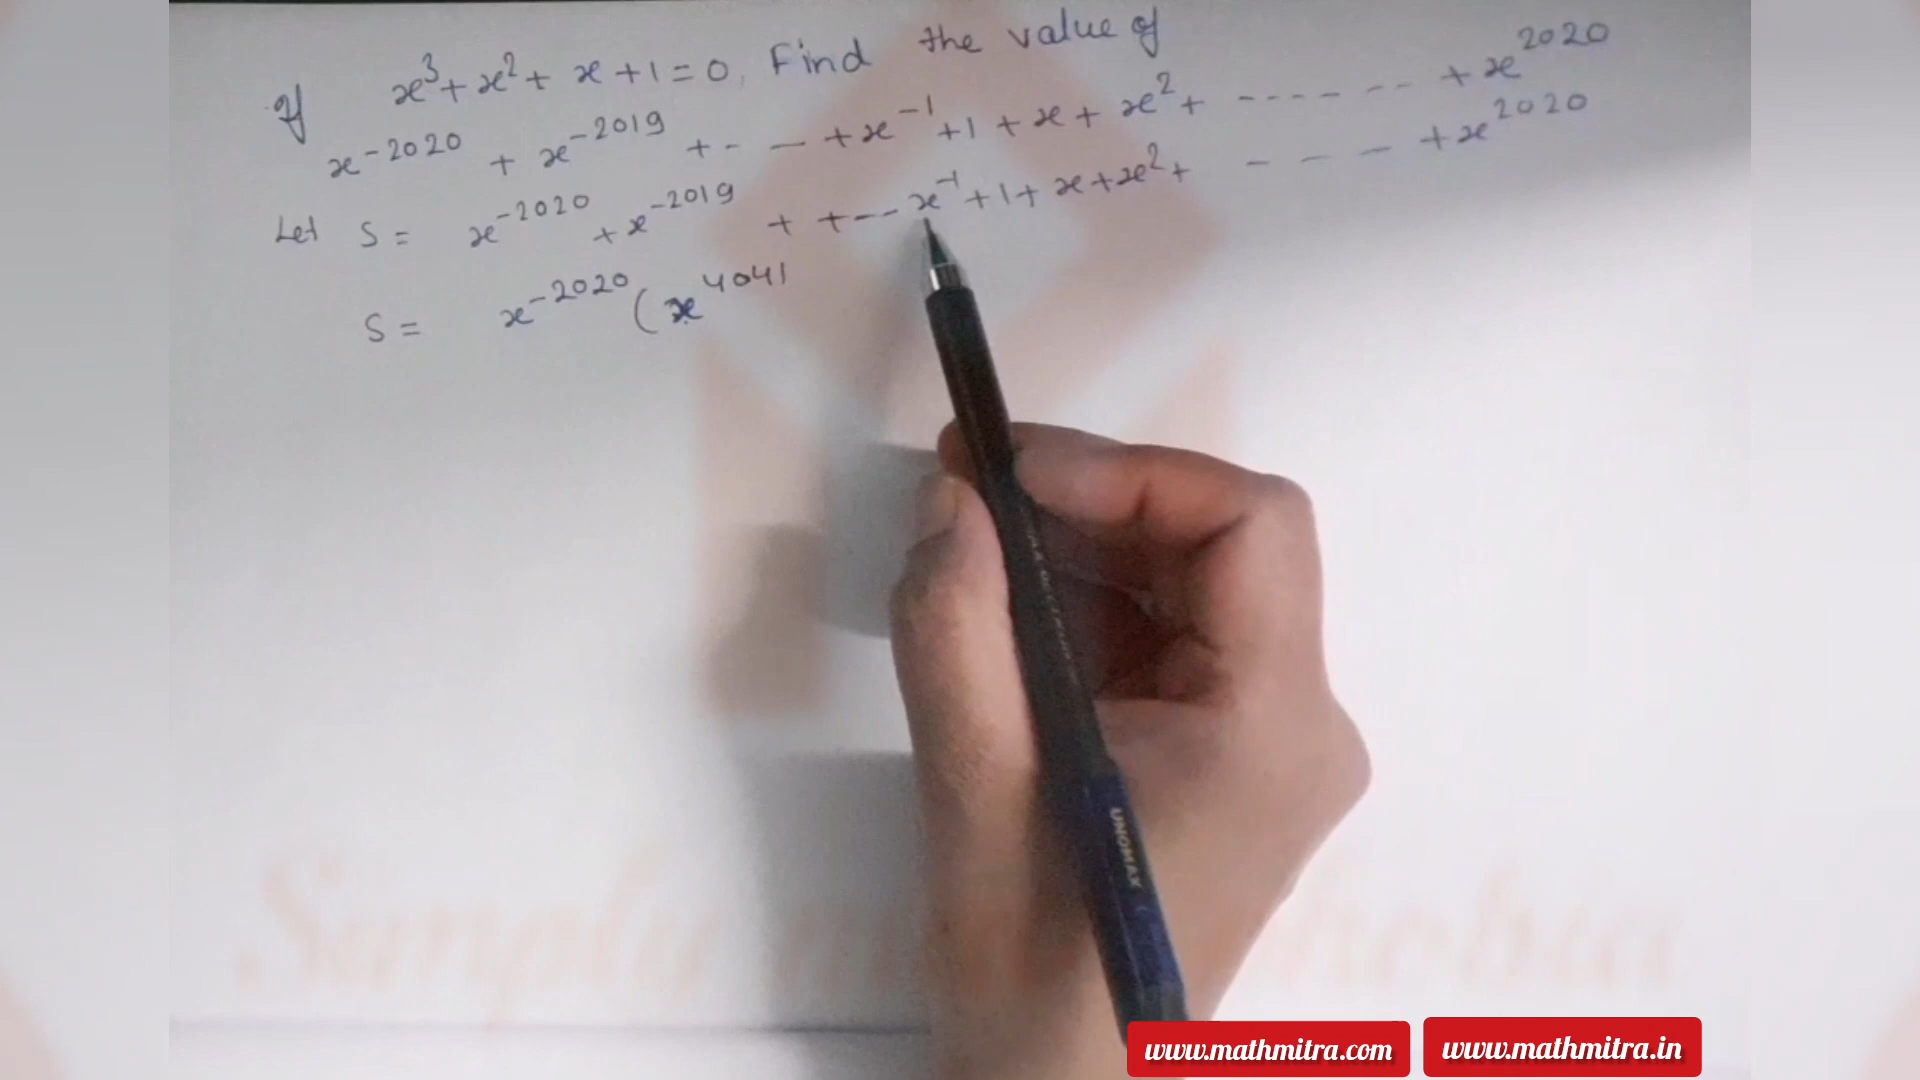 If x³ + x² + x + 1 = 0, Find the value of
x⁻²⁰²⁰ + x⁻²⁰¹⁹ + - — + x⁻¹ + 1 + x + x² + ------- + x²⁰²⁰
Let S = x⁻²⁰²⁰ + x⁻²⁰¹⁹ + + -- x⁻¹ + 1 + x + x² + - - - - + x²⁰²⁰
S = x⁻²⁰²⁰ ( x⁴⁰⁴¹
UNOMAX
www.mathmitra.com
www.mathmitra.in